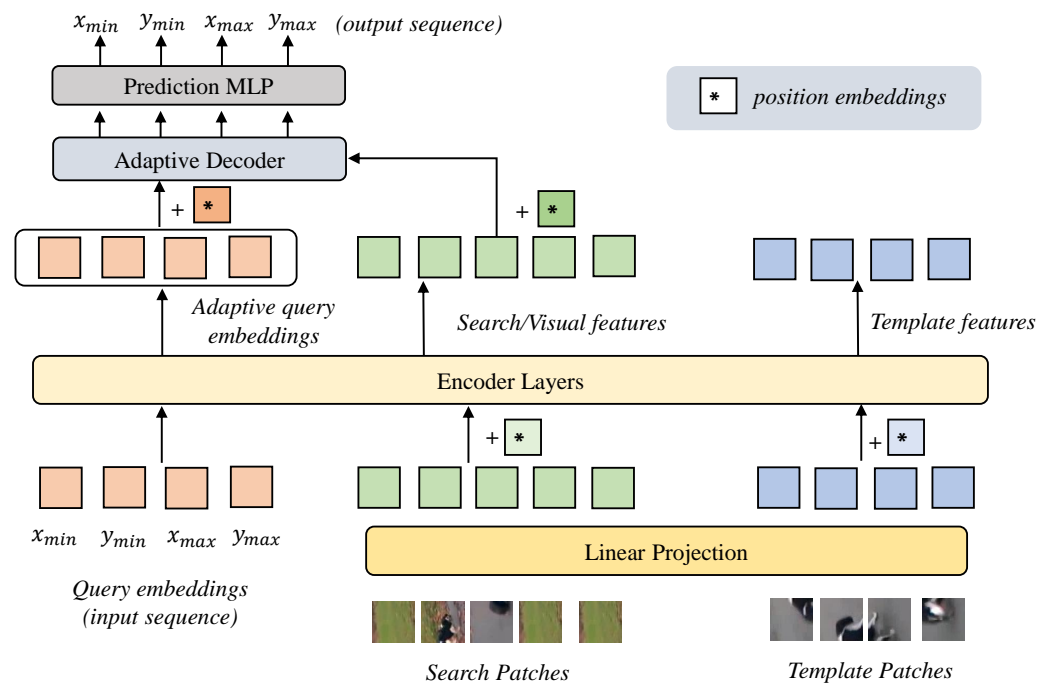 x_min y_min x_max y_max (output sequence)
Prediction MLP
* position embeddings
Adaptive Decoder
+ *
+ *
Adaptive query
embeddings
Search/Visual features
Template features
Encoder Layers
+ *
+ *
x_min y_min x_max y_max
Linear Projection
Query embeddings
(input sequence)
Search Patches
Template Patches